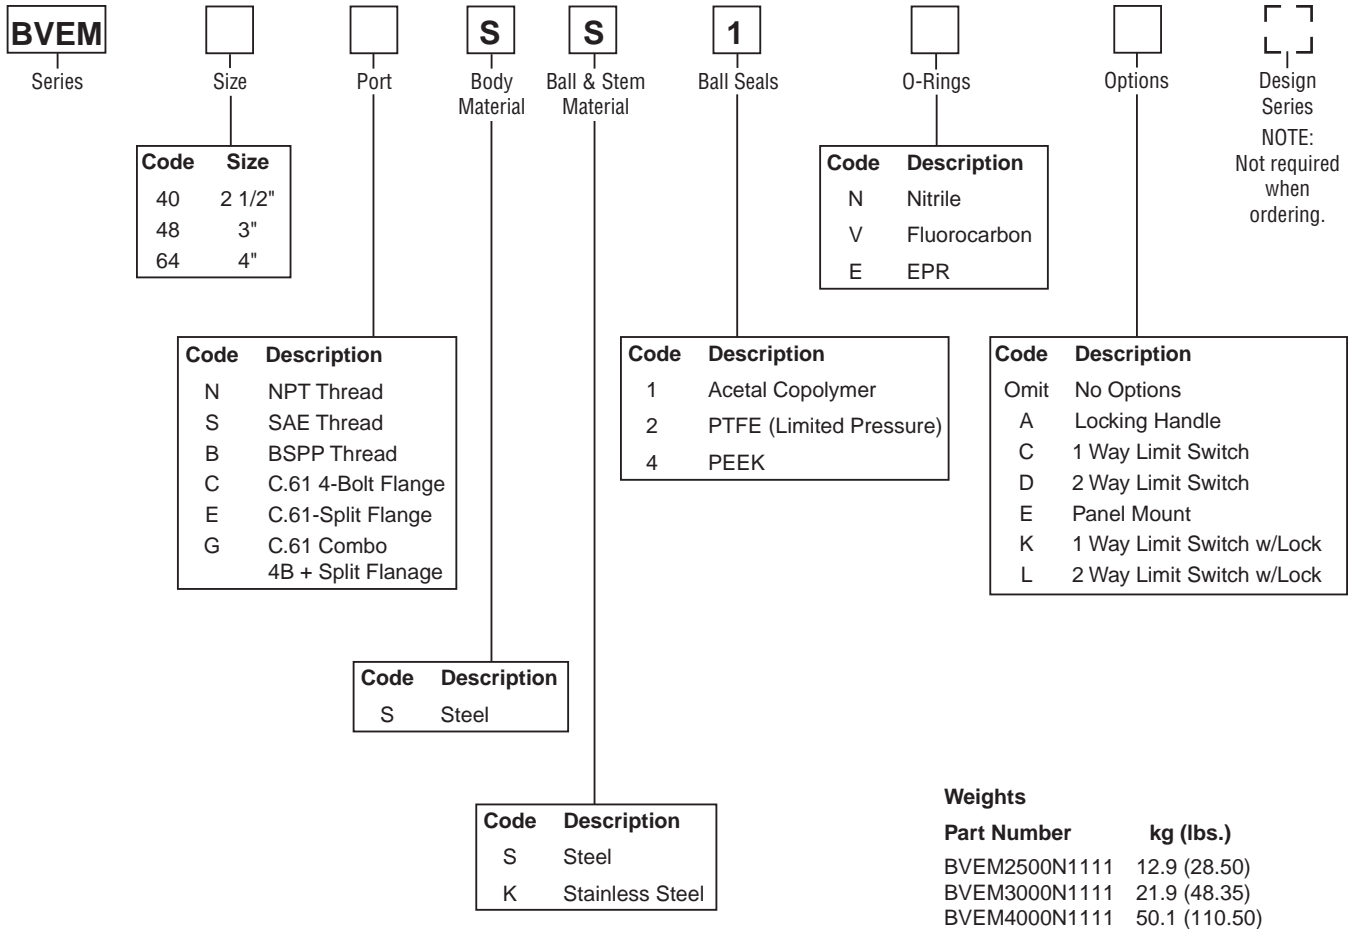 BVEM S S 1
Series Size Port Body Material Ball & Stem Material Ball Seals O-Rings Options Design Series
NOTE:
Not required
when
ordering.
Code Size
40 2 1/2"
48 3"
64 4"
Code Description
N Nitrile
V Fluorocarbon
E EPR
Code Description
N NPT Thread
S SAE Thread
B BSPP Thread
C C.61 4-Bolt Flange
E C.61-Split Flange
G C.61 Combo
4B + Split Flanage
Code Description
1 Acetal Copolymer
2 PTFE (Limited Pressure)
4 PEEK
Code Description
Omit No Options
A Locking Handle
C 1 Way Limit Switch
D 2 Way Limit Switch
E Panel Mount
K 1 Way Limit Switch w/Lock
L 2 Way Limit Switch w/Lock
Code Description
S Steel
Code Description
S Steel
K Stainless Steel
Weights
Part Number kg (lbs.)
BVEM2500N1111 12.9 (28.50)
BVEM3000N1111 21.9 (48.35)
BVEM4000N1111 50.1 (110.50)